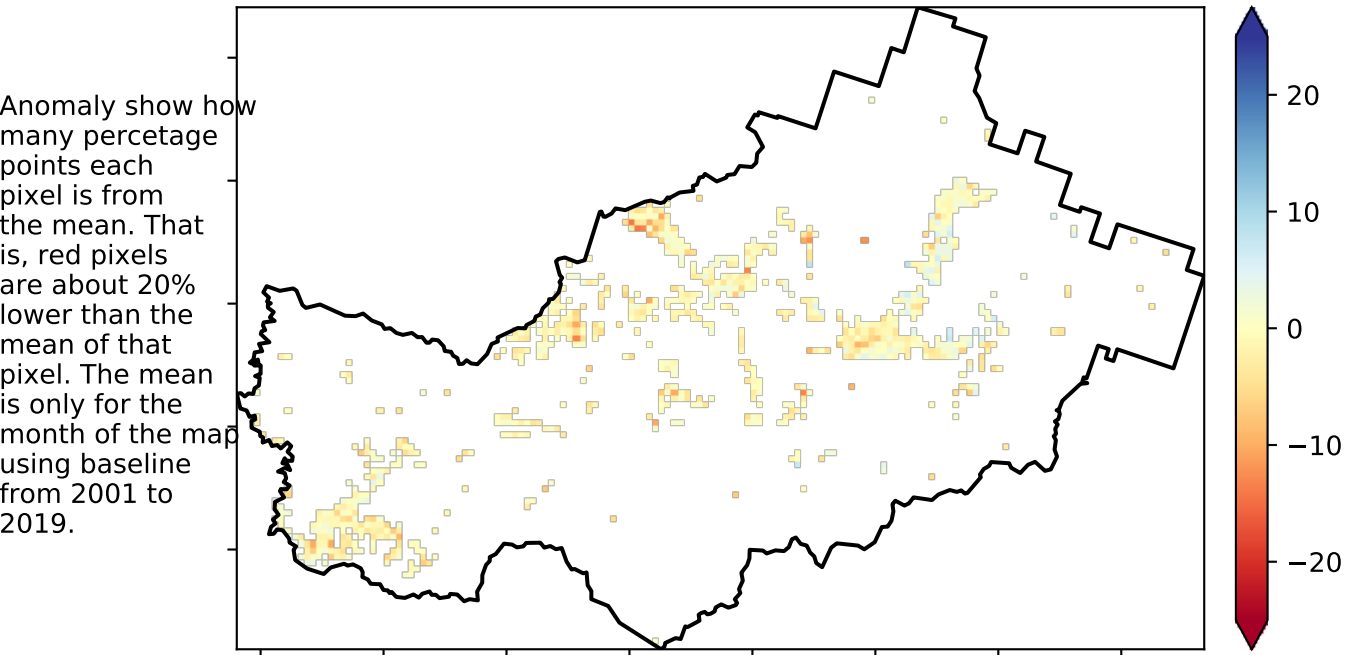 Anomaly show how
many percetage
points each
pixel is from
the mean. That
is, red pixels
are about 20%
lower than the
mean of that
pixel. The mean
is only for the
month of the map
using baseline
from 2001 to
2019.
20
10
0
−10
−20